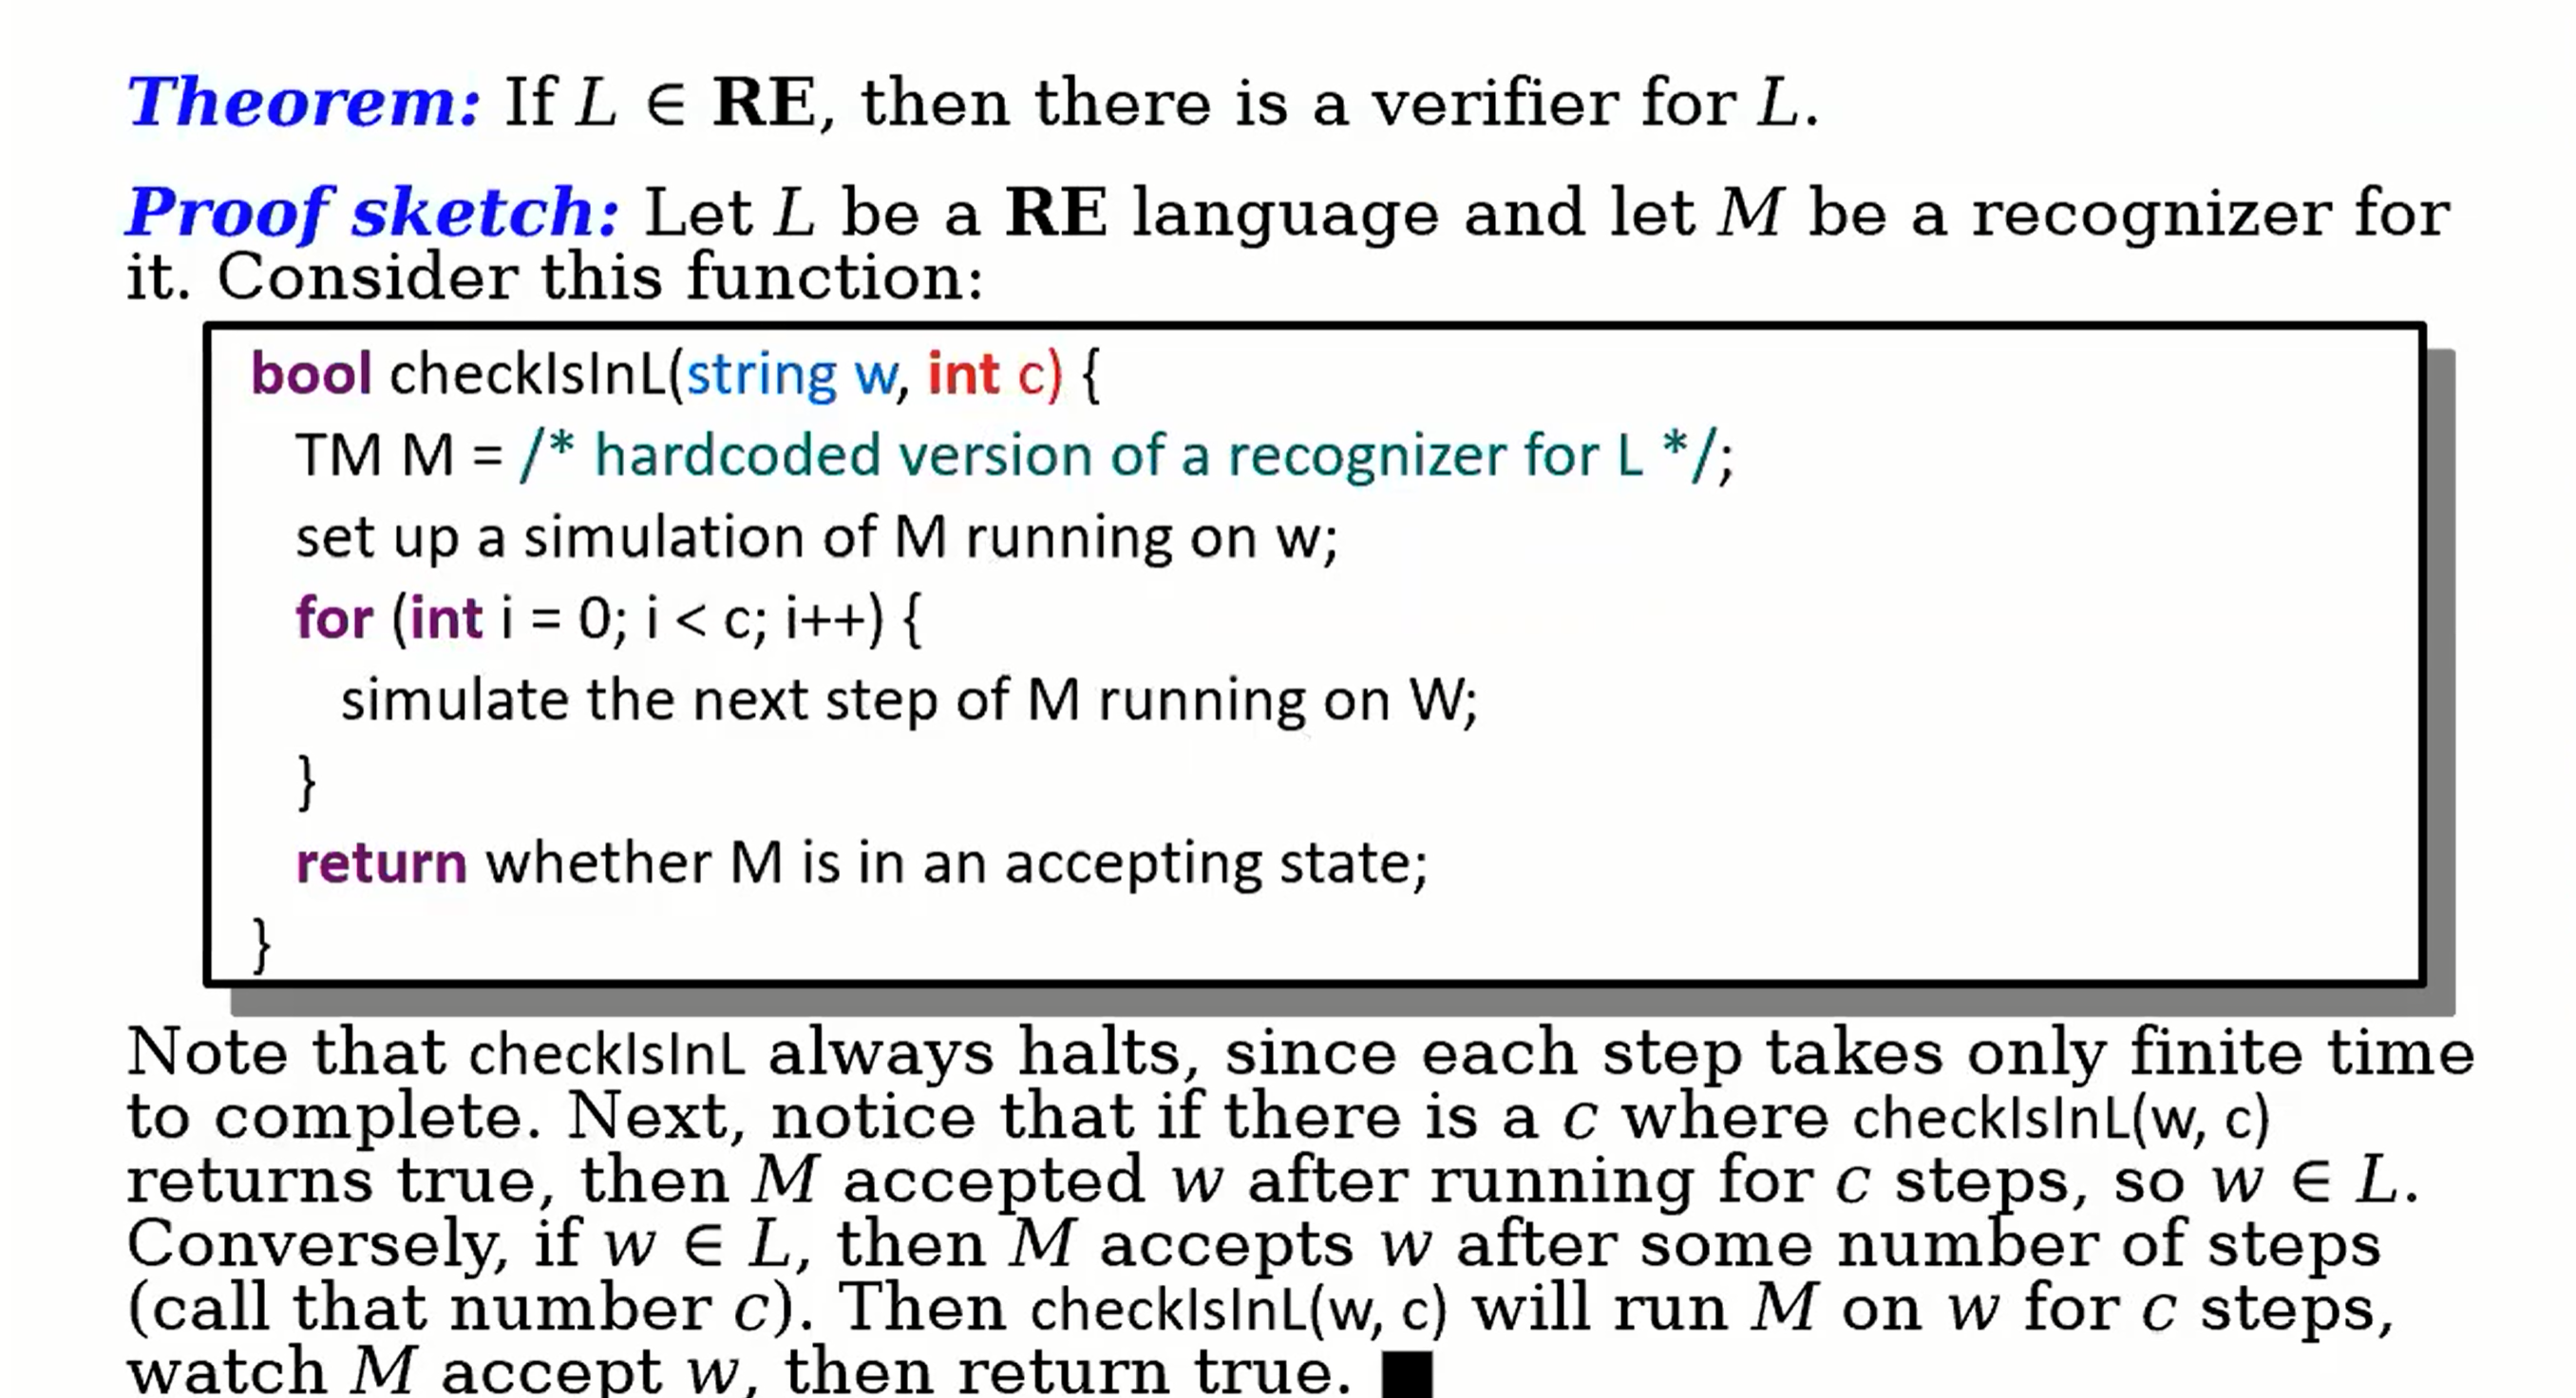 Theorem: If L ∈ RE, then there is a verifier for L.
Proof sketch: Let L be a RE language and let M be a recognizer for
it. Consider this function:
bool checkIsInL(string w, int c) {
TM M = /* hardcoded version of a recognizer for L */;
set up a simulation of M running on w;
for (int i = 0; i < c; i++) {
simulate the next step of M running on W;
}
return whether M is in an accepting state;
}
Note that checkIsInL always halts, since each step takes only finite time
to complete. Next, notice that if there is a c where checkIsInL(w, c)
returns true, then M accepted w after running for c steps, so w ∈ L.
Conversely, if w ∈ L, then M accepts w after some number of steps
(call that number c). Then checkIsInL(w, c) will run M on w for c steps,
watch M accept w, then return true. ■